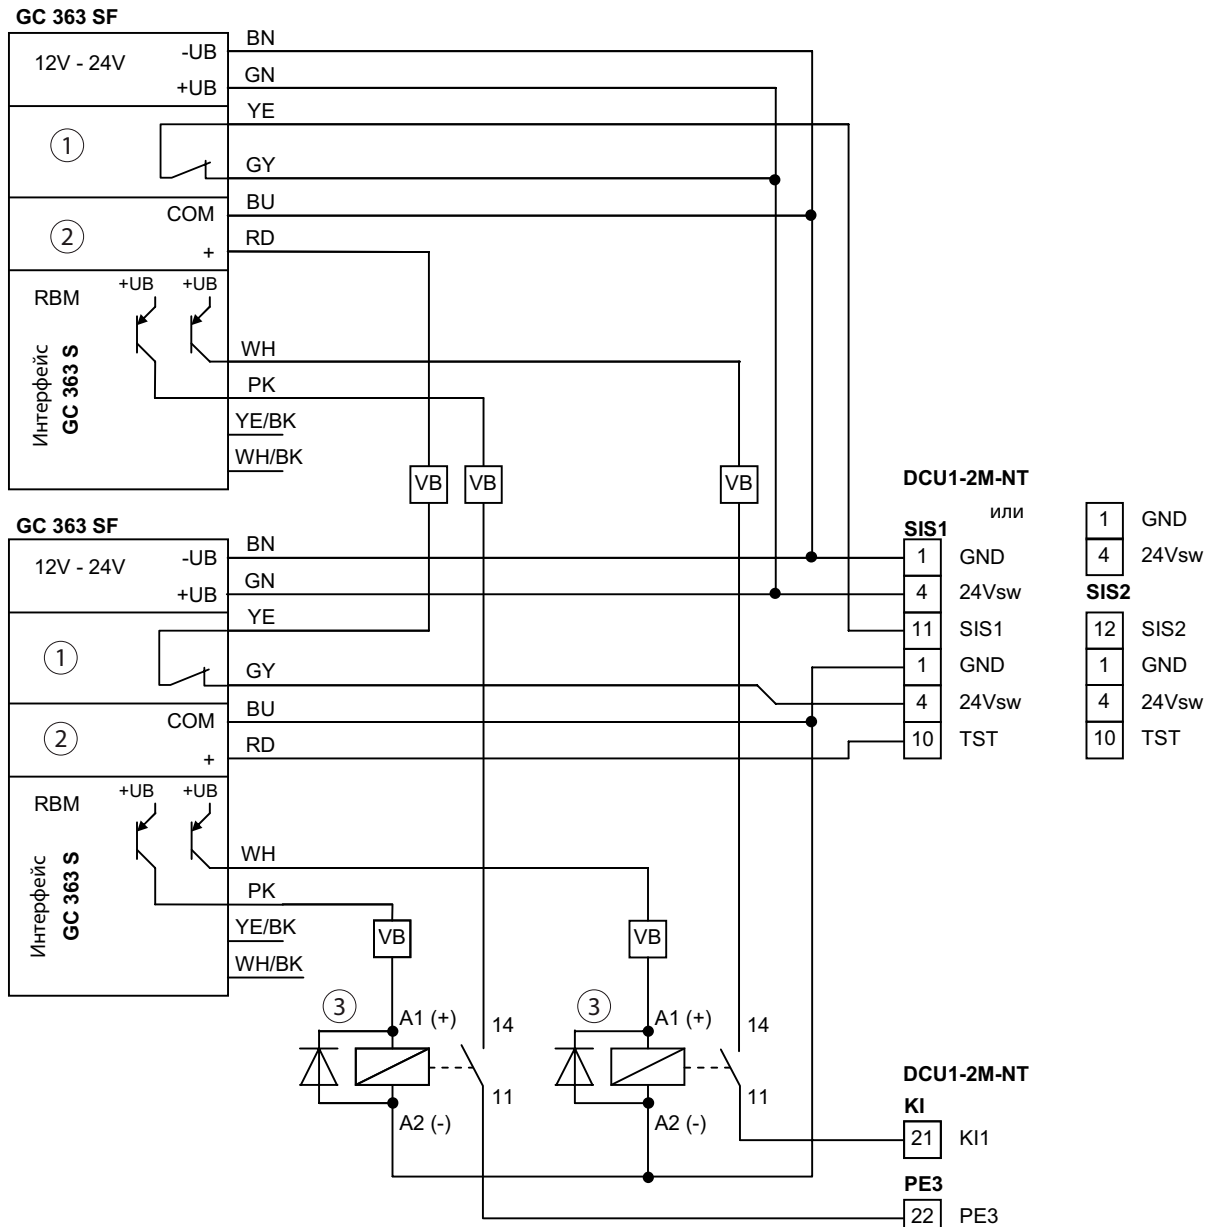 GC 363 SF
12V - 24V
-UB
BN
+UB
GN
YE
1
GY
COM
BU
2
+
RD
RBM
+UB
+UB
Интерфейс
GC 363 S
WH
PK
YE/BK
WH/BK
VB
VB
VB
GC 363 SF
12V - 24V
-UB
BN
+UB
GN
YE
1
GY
COM
BU
2
+
RD
RBM
+UB
+UB
Интерфейс
GC 363 S
WH
PK
YE/BK
WH/BK
VB
VB
3
A1 (+)
14
11
A2 (-)
3
A1 (+)
14
11
A2 (-)
DCU1-2M-NT
или
SIS1
1 GND
4 24Vsw
11 SIS1
1 GND
4 24Vsw
10 TST
1 GND
4 24Vsw
SIS2
12 SIS2
1 GND
4 24Vsw
10 TST
DCU1-2M-NT
KI
21 KI1
PE3
22 PE3